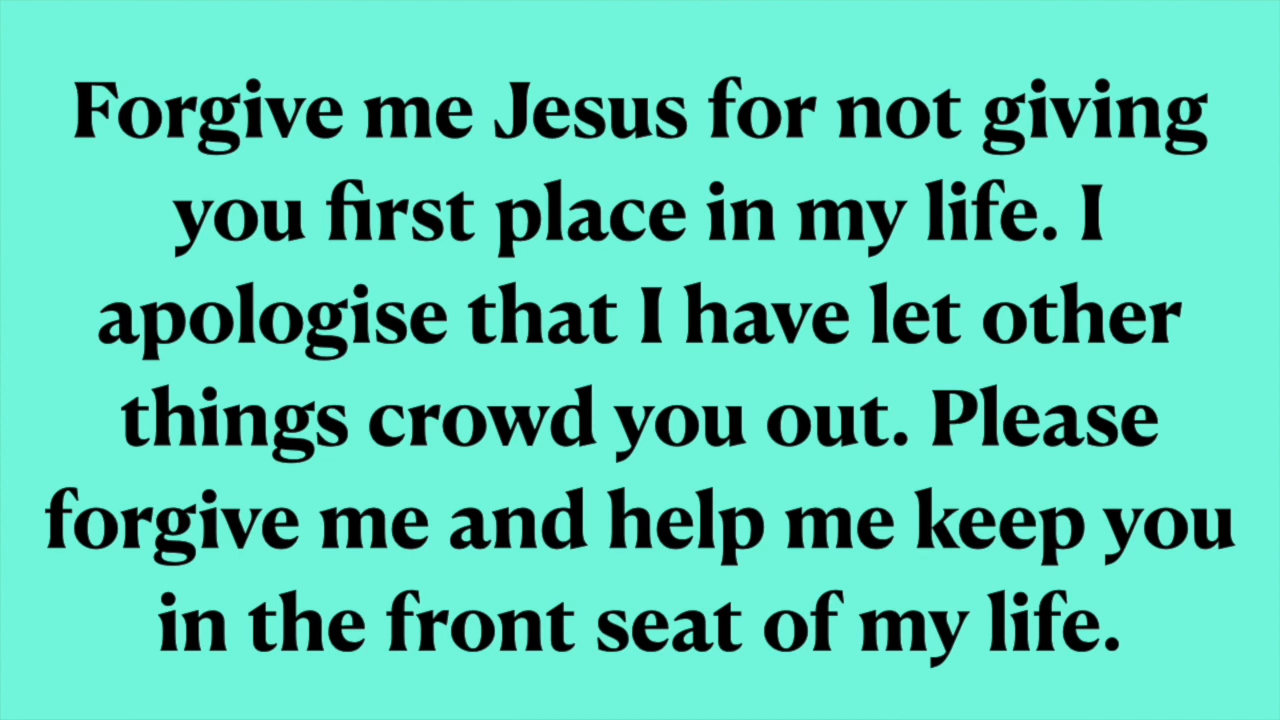 Forgive me Jesus for not giving
you first place in my life. I
apologise that I have let other
things crowd you out. Please
forgive me and help me keep you
in the front seat of my life.